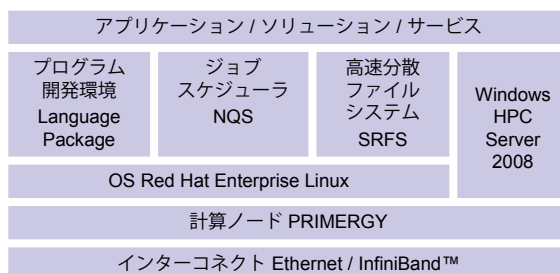 アプリケーション / ソリューション / サービス
プログラム
開発環境
Language
Package
ジョブ
スケジューラ
NQS
高速分散
ファイル
システム
SRFS
Windows
HPC
Server
2008
OS Red Hat Enterprise Linux
計算ノード PRIMERGY
インターコネクト Ethernet / InfiniBand™